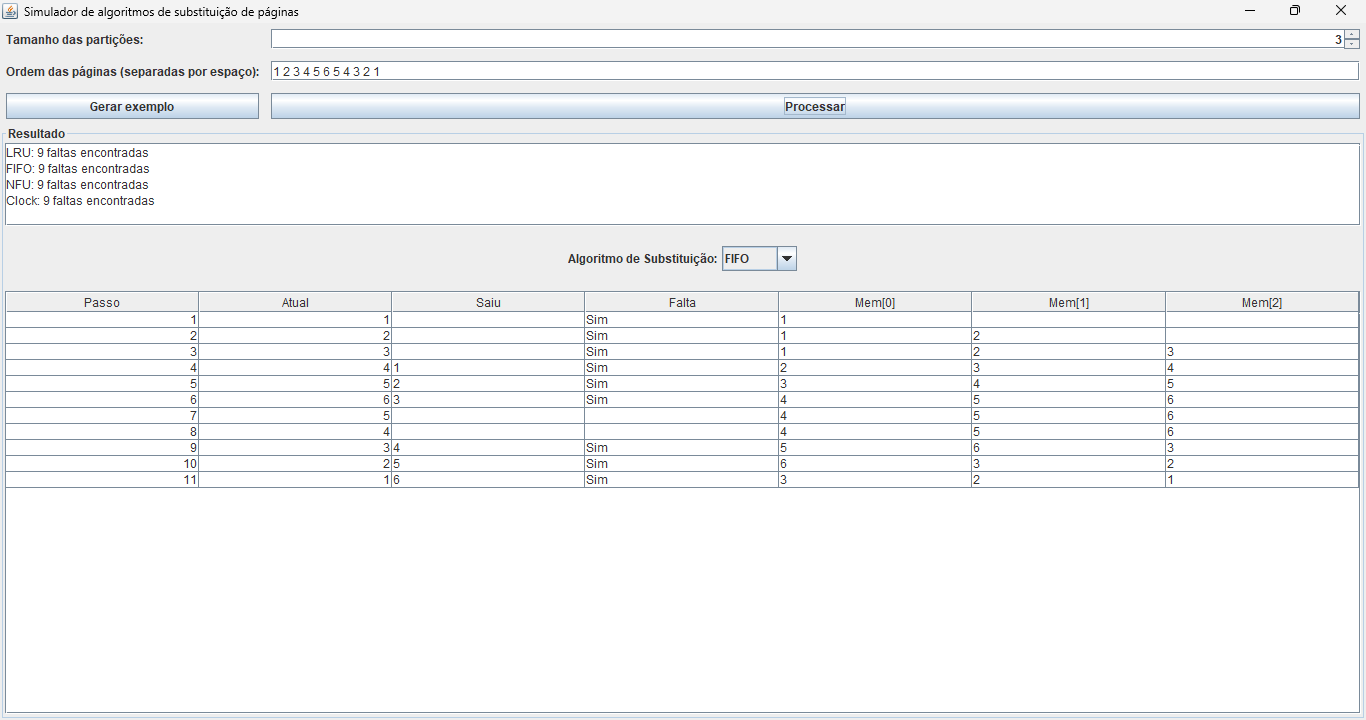 Simulador de algoritmos de substituição de páginas
Tamanho das partições: 3
Ordem das páginas (separadas por espaço): 1 2 3 4 5 6 5 4 3 2 1
Gerar exemplo Processar
Resultado
LRU: 9 faltas encontradas
FIFO: 9 faltas encontradas
NFU: 9 faltas encontradas
Clock: 9 faltas encontradas
Algoritmo de Substituição: FIFO
Passo Atual Saiu Falta Mem[0] Mem[1] Mem[2]
1 1 Sim 1
2 2 Sim 1 2
3 3 Sim 1 2 3
4 4 1 Sim 2 3 4
5 5 2 Sim 3 4 5
6 6 3 Sim 4 5 6
7 5 4 5 6
8 4 4 5 6
9 3 4 Sim 5 6 3
10 2 5 Sim 6 3 2
11 1 6 Sim 3 2 1